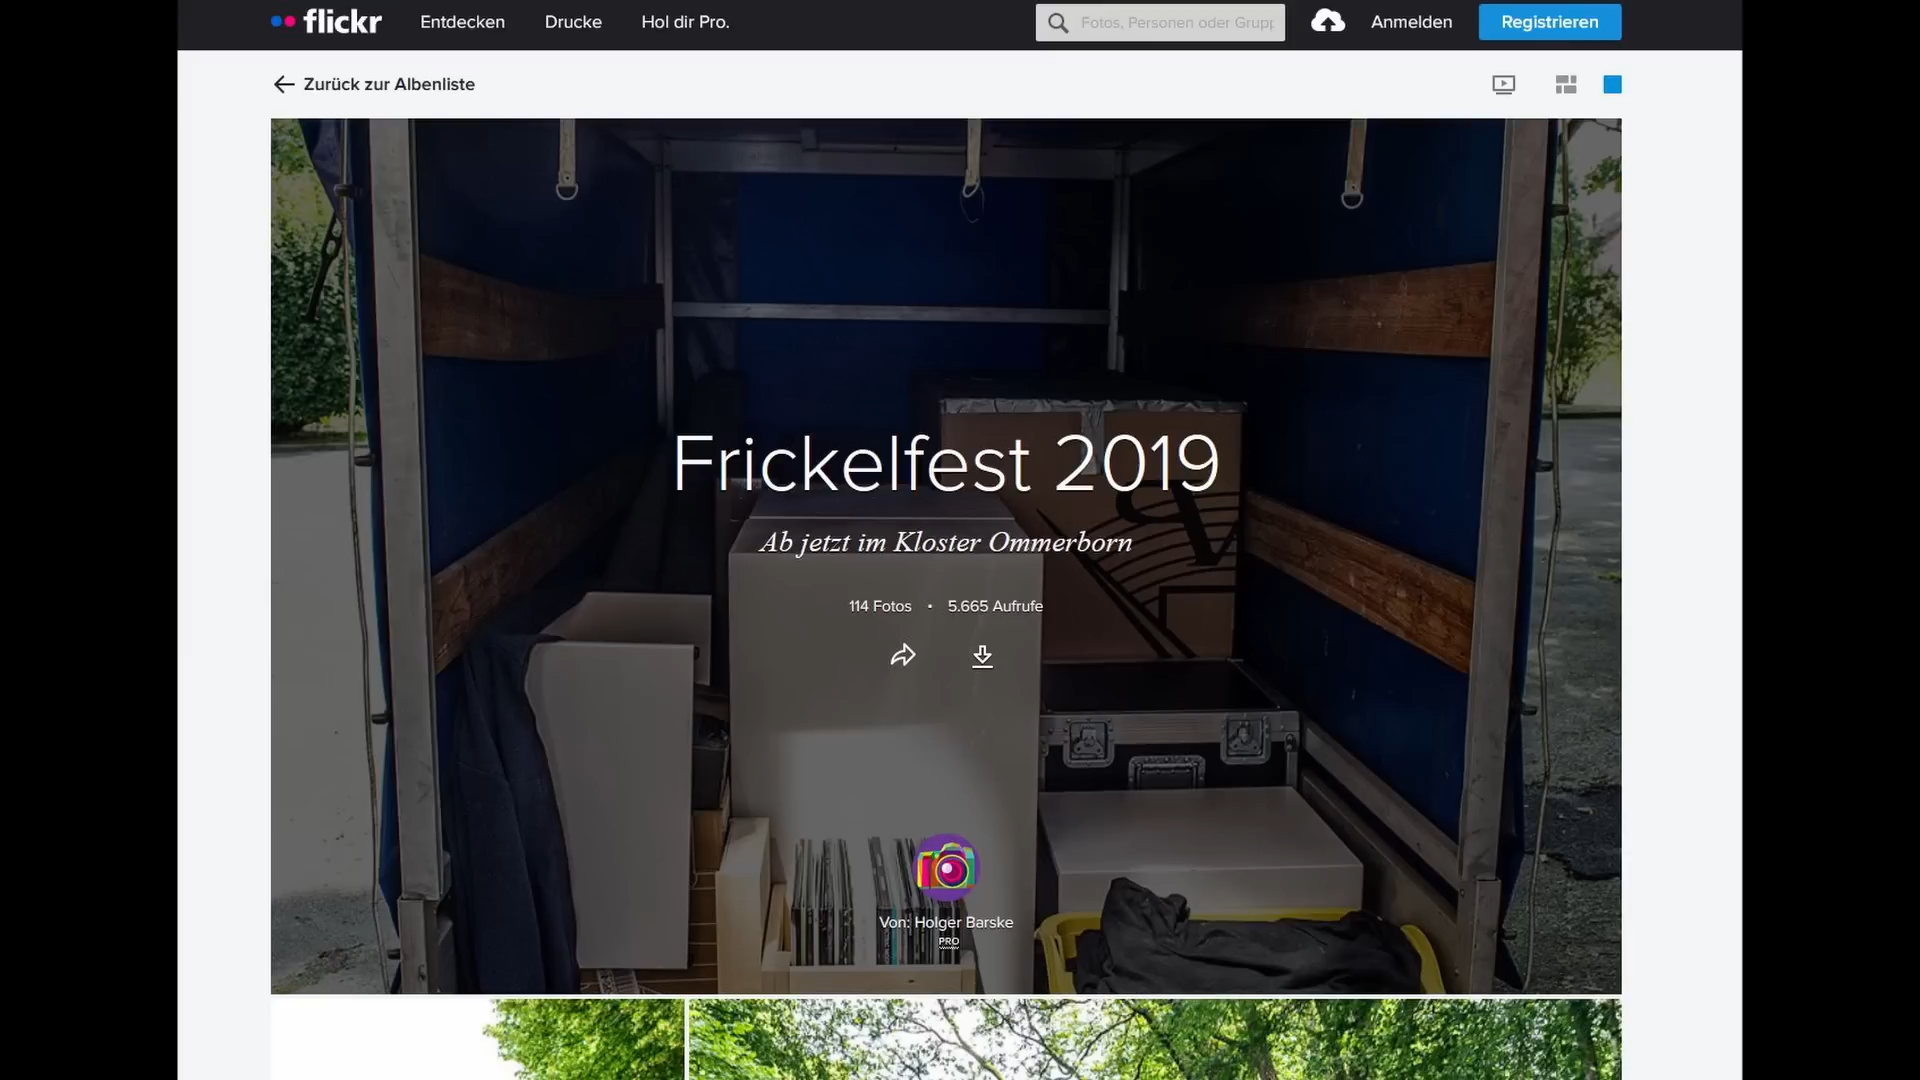 flickr Entdecken Drucke Hol dir Pro. Fotos, Personen oder Grupp Anmelden Registrieren
Zurück zur Albenliste
Frickelfest 2019
Ab jetzt im Kloster Ommerborn
114 Fotos • 5.665 Aufrufe
Von: Holger Barske
PRO